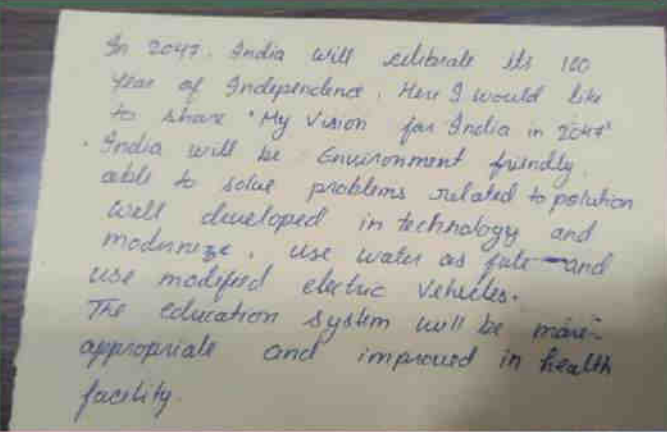 In 2047, India will celibrate its 100
Year of Independence. Here I would like
to share "My Vision for India in 2047"
. India will be Environment friendly,
able to solve problems related to polution
well developed in technology and
modernize, use water as fule and
use modified electric vehicles.
The education system will be more
appropriate and improved in health
facility.